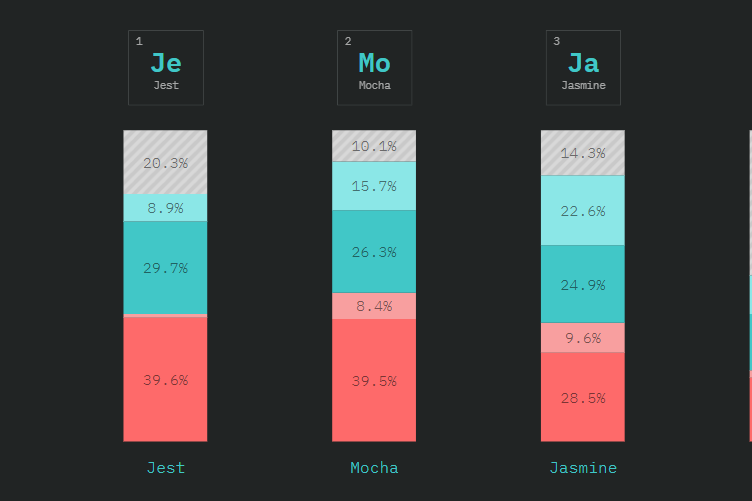 1
Je
Jest
2
Mo
Mocha
3
Ja
Jasmine
20.3%
8.9%
29.7%
39.6%
10.1%
15.7%
26.3%
8.4%
39.5%
14.3%
22.6%
24.9%
9.6%
28.5%
Jest
Mocha
Jasmine